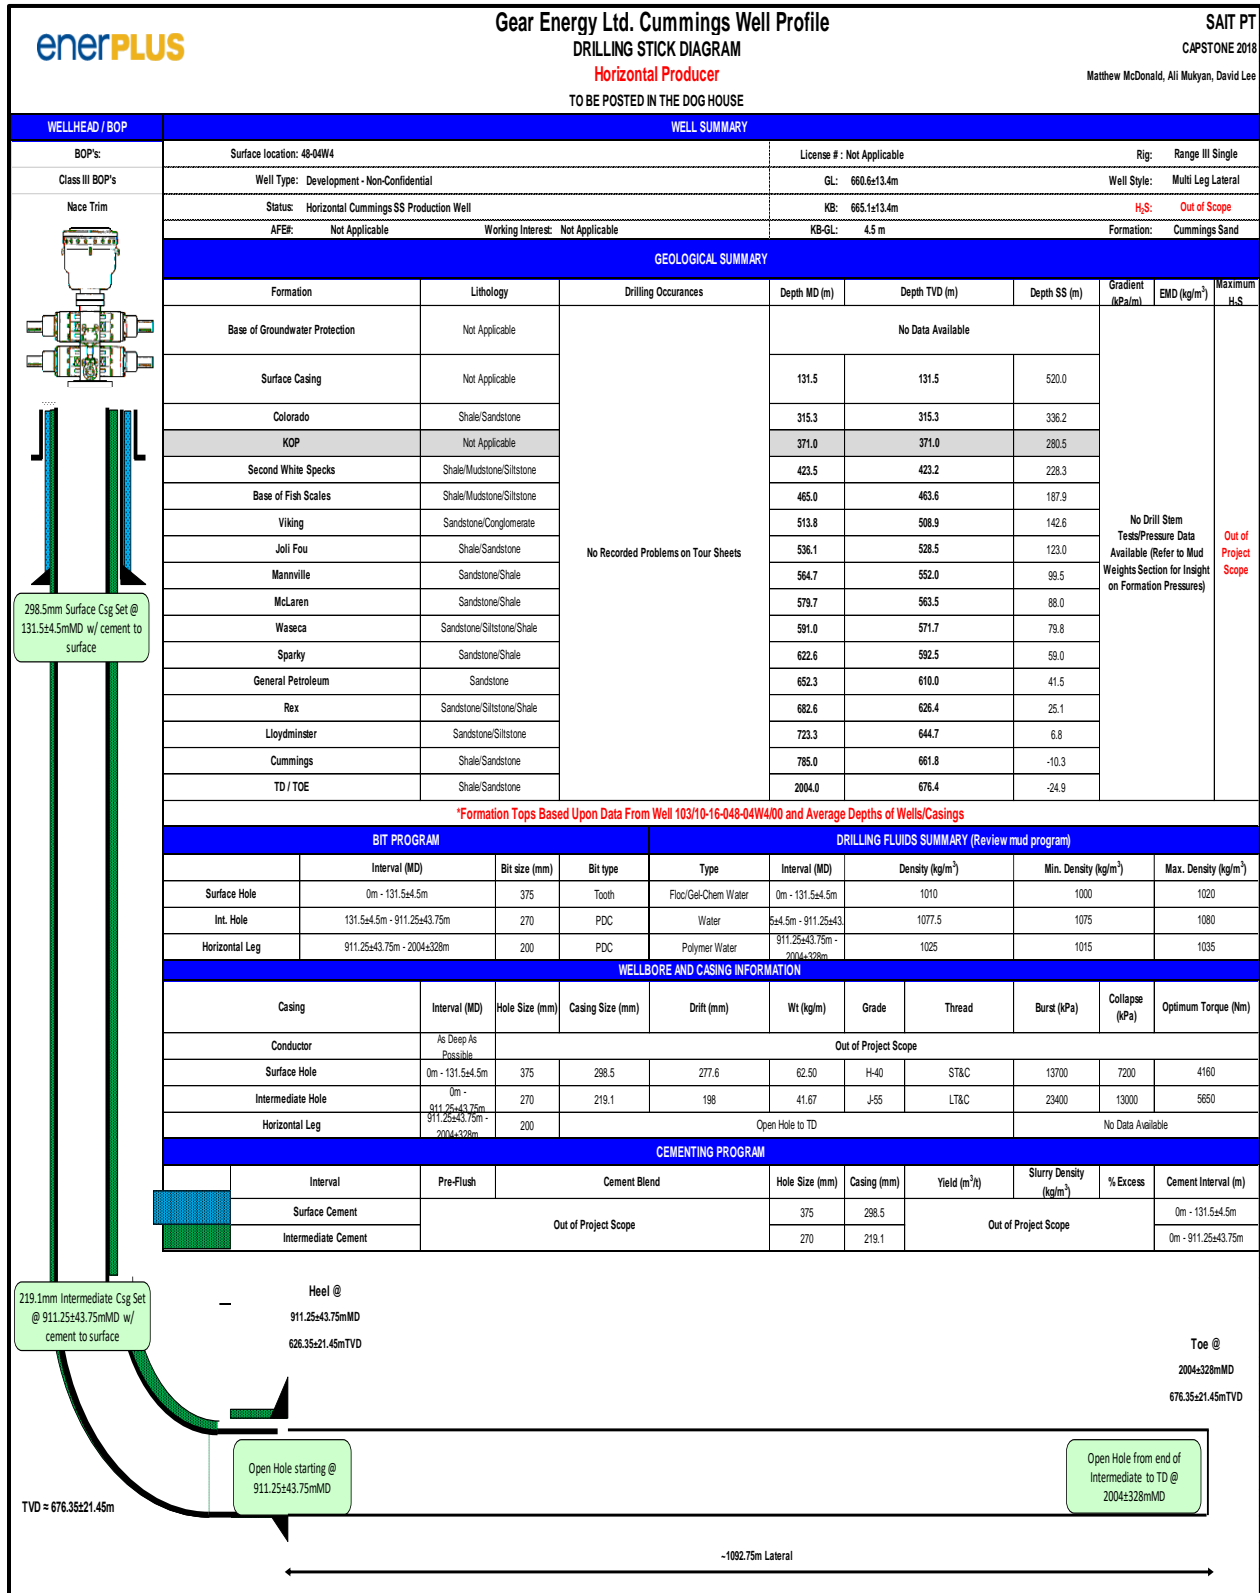 enerPLUS
Gear Energy Ltd. Cummings Well Profile
DRILLING STICK DIAGRAM
Horizontal Producer
TO BE POSTED IN THE DOG HOUSE
SAIT PT
CAPSTONE 2018
Matthew McDonald, Ali Mukyan, David Lee
WELLHEAD / BOP
BOP's:
Class III BOP's
Nace Trim
WELL SUMMARY
Surface location: 48-04W4 License # : Not Applicable Rig: Range III Single
Well Type: Development - Non-Confidential GL: 660.6±13.4m Well Style: Multi Leg Lateral
Status: Horizontal Cummings SS Production Well KB: 665.1±13.4m H₂S: Out of Scope
AFE#: Not Applicable Working Interest: Not Applicable KB-GL: 4.5 m Formation: Cummings Sand
GEOLOGICAL SUMMARY
Formation Lithology Drilling Occurances Depth MD (m) Depth TVD (m) Depth SS (m) Gradient (kPa/m) EMD (kg/m³) Maximum H₂S
Base of Groundwater Protection Not Applicable No Data Available
Surface Casing Not Applicable 131.5 131.5 520.0
Colorado Shale/Sandstone 315.3 315.3 336.2
KOP Not Applicable 371.0 371.0 280.5
Second White Specks Shale/Mudstone/Siltstone 423.5 423.2 228.3
Base of Fish Scales Shale/Mudstone/Siltstone 465.0 463.6 187.9
Viking Sandstone/Conglomerate 513.8 508.9 142.6
Joli Fou Shale/Sandstone 536.1 528.5 123.0
Mannville Sandstone/Shale 564.7 552.0 99.5
McLaren Sandstone/Shale 579.7 563.5 88.0
Waseca Sandstone/Siltstone/Shale 591.0 571.7 79.8
Sparky Sandstone/Shale 622.6 592.5 59.0
General Petroleum Sandstone 652.3 610.0 41.5
Rex Sandstone/Siltstone/Shale 682.6 626.4 25.1
Lloydminster Sandstone/Siltstone 723.3 644.7 6.8
Cummings Shale/Sandstone 785.0 661.8 -10.3
TD / TOE Shale/Sandstone 2004.0 676.4 -24.9
No Recorded Problems on Tour Sheets
No Drill Stem
Tests/Pressure Data
Available (Refer to Mud
Weights Section for Insight
on Formation Pressures)
Out of
Project
Scope
298.5mm Surface Csg Set @
131.5±4.5mMD w/ cement to
surface
*Formation Tops Based Upon Data From Well 103/10-16-048-04W4/00 and Average Depths of Wells/Casings
BIT PROGRAM DRILLING FLUIDS SUMMARY (Review mud program)
Interval (MD) Bit size (mm) Bit type Type Interval (MD) Density (kg/m³) Min. Density (kg/m³) Max. Density (kg/m³)
Surface Hole 0m - 131.5±4.5m 375 Tooth Floc/Gel-Chem Water 0m - 131.5±4.5m 1010 1000 1020
Int. Hole 131.5±4.5m - 911.25±43.75m 270 PDC Water 5±4.5m - 911.25±43. 1077.5 1075 1080
Horizontal Leg 911.25±43.75m - 2004±328m 200 PDC Polymer Water 911.25±43.75m - 2004±328m 1025 1015 1035
WELLBORE AND CASING INFORMATION
Casing Interval (MD) Hole Size (mm) Casing Size (mm) Drift (mm) Wt (kg/m) Grade Thread Burst (kPa) Collapse (kPa) Optimum Torque (Nm)
Conductor As Deep As Possible Out of Project Scope
Surface Hole 0m - 131.5±4.5m 375 298.5 277.6 62.50 H-40 ST&C 13700 7200 4160
Intermediate Hole 0m - 911.25±43.75m 270 219.1 198 41.67 J-55 LT&C 23400 13000 5650
Horizontal Leg 911.25±43.75m - 2004±328m 200 Open Hole to TD No Data Available
CEMENTING PROGRAM
Interval Pre-Flush Cement Blend Hole Size (mm) Casing (mm) Yield (m³/t) Slurry Density (kg/m³) % Excess Cement Interval (m)
Surface Cement 375 298.5 0m - 131.5±4.5m
Out of Project Scope Out of Project Scope
Intermediate Cement 270 219.1 0m - 911.25±43.75m
219.1mm Intermediate Csg Set
@ 911.25±43.75mMD w/
cement to surface
Heel @
911.25±43.75mMD
626.35±21.45mTVD
Toe @
2004±328mMD
676.35±21.45mTVD
Open Hole starting @
911.25±43.75mMD
Open Hole from end of
Intermediate to TD @
2004±328mMD
TVD ≈ 676.35±21.45m
~1092.75m Lateral